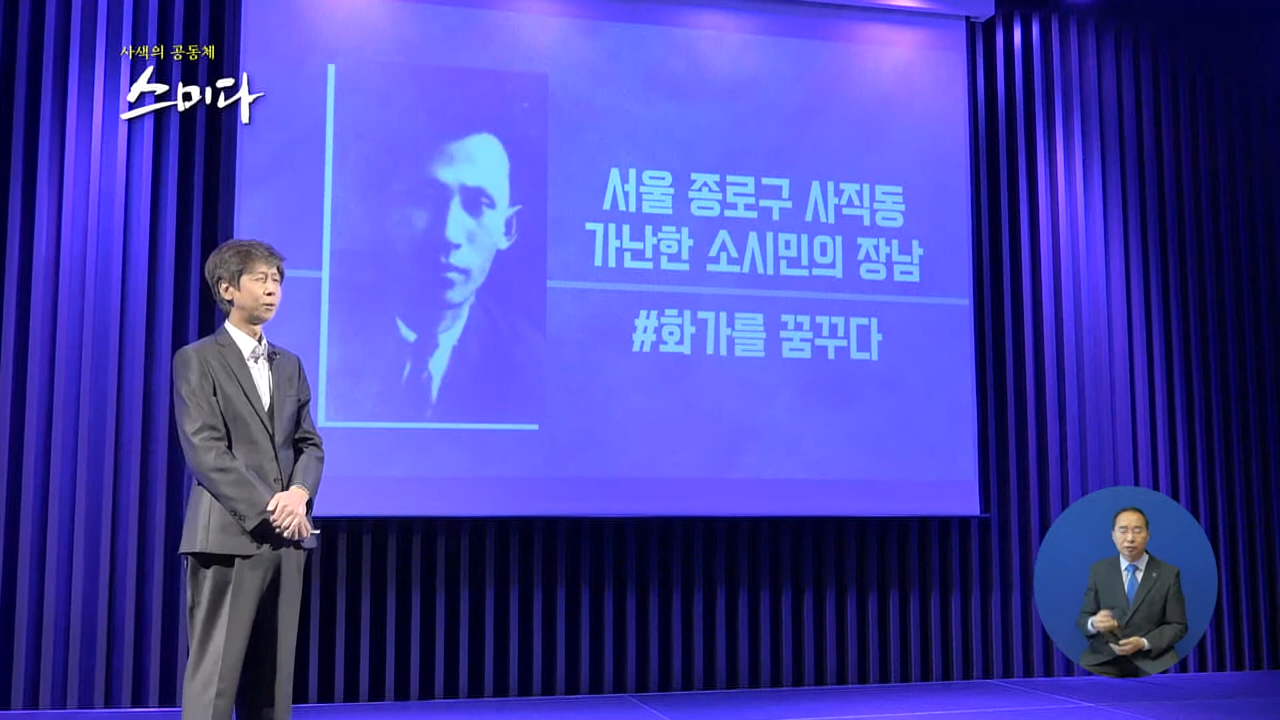 사색의 공동체
스미다
서울 종로구 사직동
가난한 소시민의 장남
#화가를 꿈꾸다